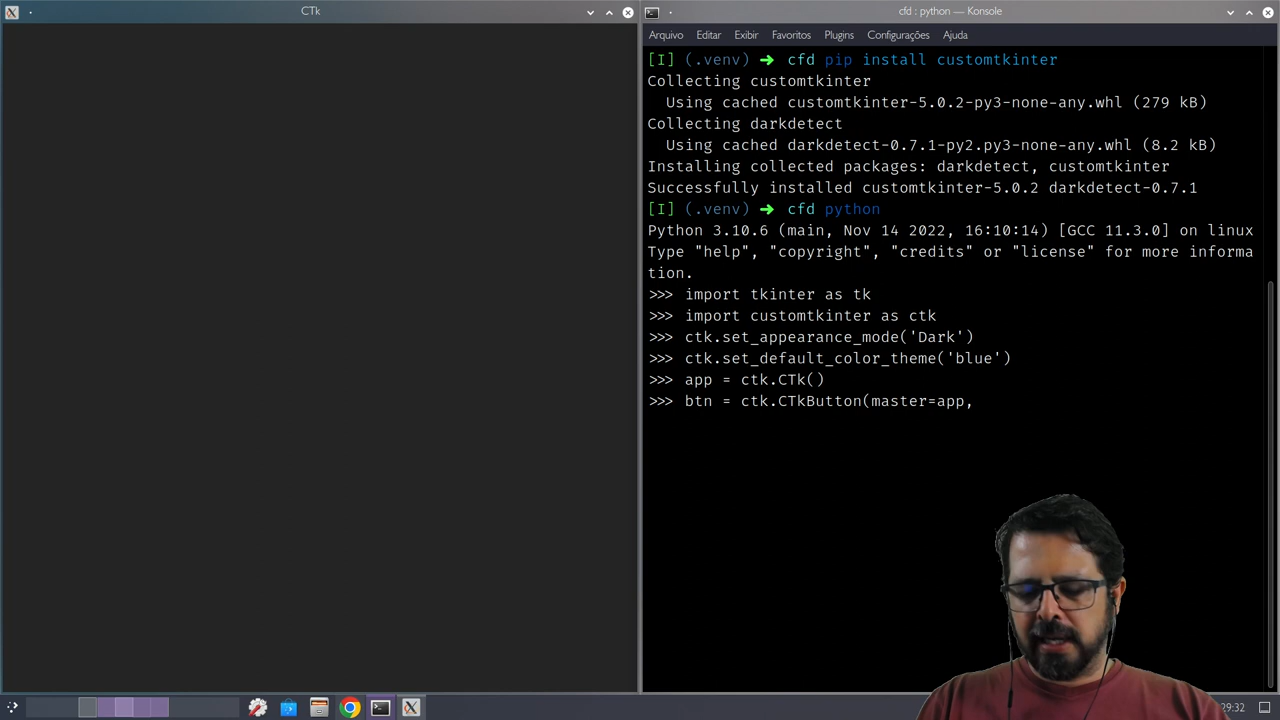 CTk
cfd : python — Konsole
Arquivo Editar Exibir Favoritos Plugins Configurações Ajuda
[I] (.venv) ➜ cfd pip install customtkinter
Collecting customtkinter
Using cached customtkinter-5.0.2-py3-none-any.whl (279 kB)
Collecting darkdetect
Using cached darkdetect-0.7.1-py2.py3-none-any.whl (8.2 kB)
Installing collected packages: darkdetect, customtkinter
Successfully installed customtkinter-5.0.2 darkdetect-0.7.1
[I] (.venv) ➜ cfd python
Python 3.10.6 (main, Nov 14 2022, 16:10:14) [GCC 11.3.0] on linux
Type "help", "copyright", "credits" or "license" for more informa
tion.
>>> import tkinter as tk
>>> import customtkinter as ctk
>>> ctk.set_appearance_mode('Dark')
>>> ctk.set_default_color_theme('blue')
>>> app = ctk.CTk()
>>> btn = ctk.CTkButton(master=app,
29:32